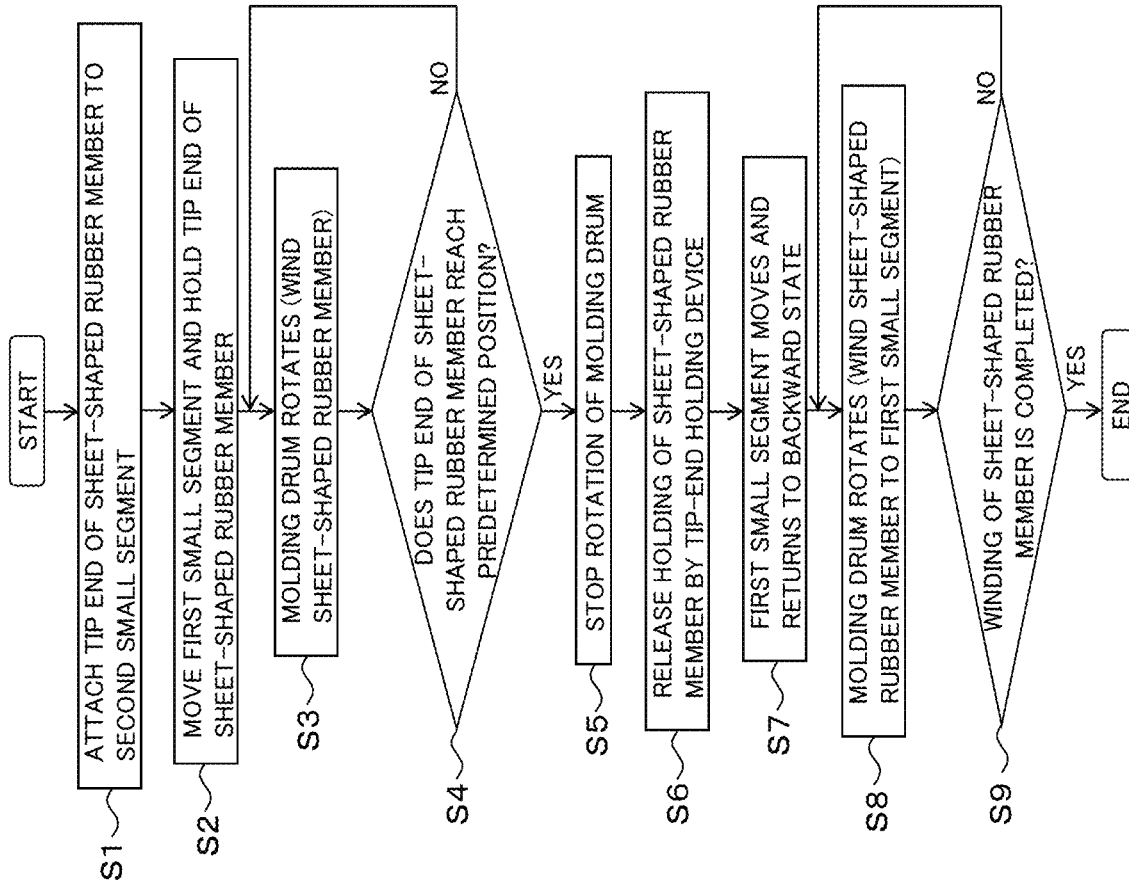 START
S1
ATTACH TIP END OF SHEET-SHAPED RUBBER MEMBER TO
SECOND SMALL SEGMENT
S2
MOVE FIRST SMALL SEGMENT AND HOLD TIP END OF
SHEET-SHAPED RUBBER MEMBER
S3
MOLDING DRUM ROTATES (WIND
SHEET-SHAPED RUBBER MEMBER)
S4
DOES TIP END OF SHEET-
SHAPED RUBBER MEMBER REACH
PREDETERMINED POSITION?
NO
YES
S5
STOP ROTATION OF MOLDING DRUM
S6
RELEASE HOLDING OF SHEET-SHAPED RUBBER
MEMBER BY TIP-END HOLDING DEVICE
S7
FIRST SMALL SEGMENT MOVES AND
RETURNS TO BACKWARD STATE
S8
MOLDING DRUM ROTATES (WIND SHEET-SHAPED
RUBBER MEMBER TO FIRST SMALL SEGMENT)
S9
WINDING OF SHEET-SHAPED RUBBER
MEMBER IS COMPLETED?
NO
YES
END